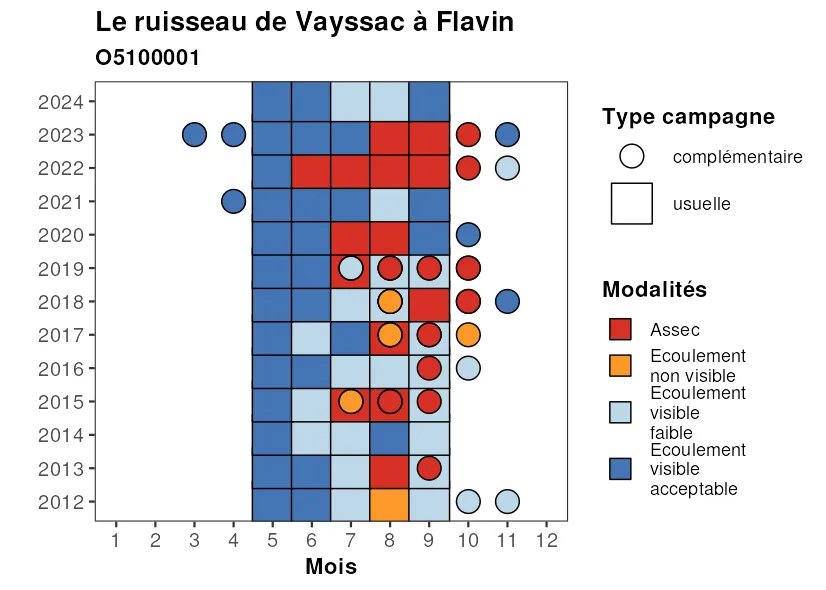 Le ruisseau de Vayssac à Flavin
O5100001
2024
2023
2022
2021
2020
2019
2018
2017
2016
2015
2014
2013
2012
1 2 3 4 5 6 7 8 9 10 11 12
Mois
Type campagne
complémentaire
usuelle
Modalités
Assec
Ecoulement
non visible
Ecoulement
visible
faible
Ecoulement
visible
acceptable